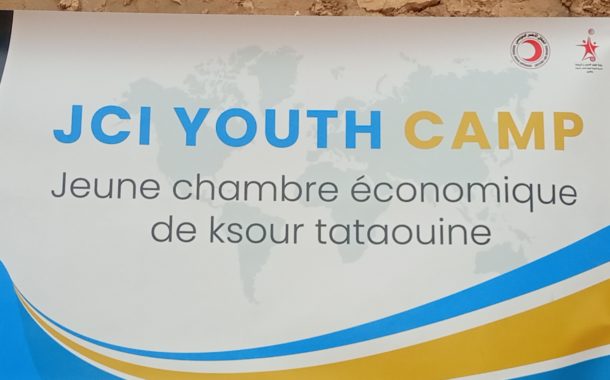 JCI YOUTH CAMP
Jeune chambre économique
de ksour tataouine